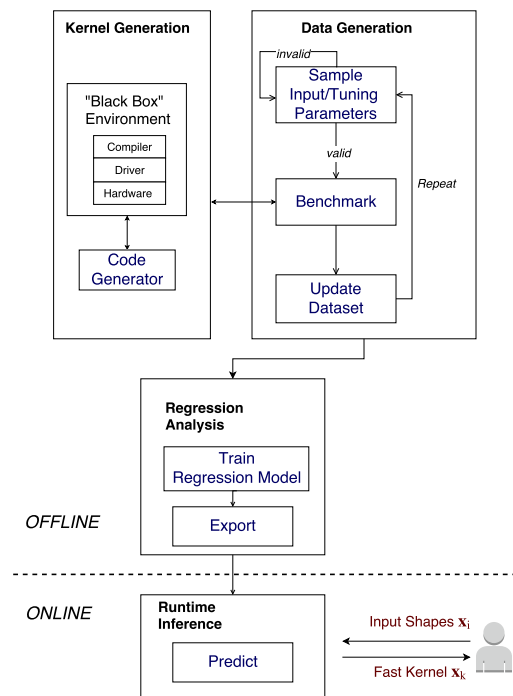 Kernel Generation
"Black Box"
Environment
Compiler
Driver
Hardware
Code
Generator
Data Generation
invalid
Sample
Input/Tuning
Parameters
valid
Repeat
Benchmark
Update
Dataset
Regression
Analysis
Train
Regression Model
Export
OFFLINE
ONLINE
Runtime
Inference
Predict
Input Shapes xi
Fast Kernel xk